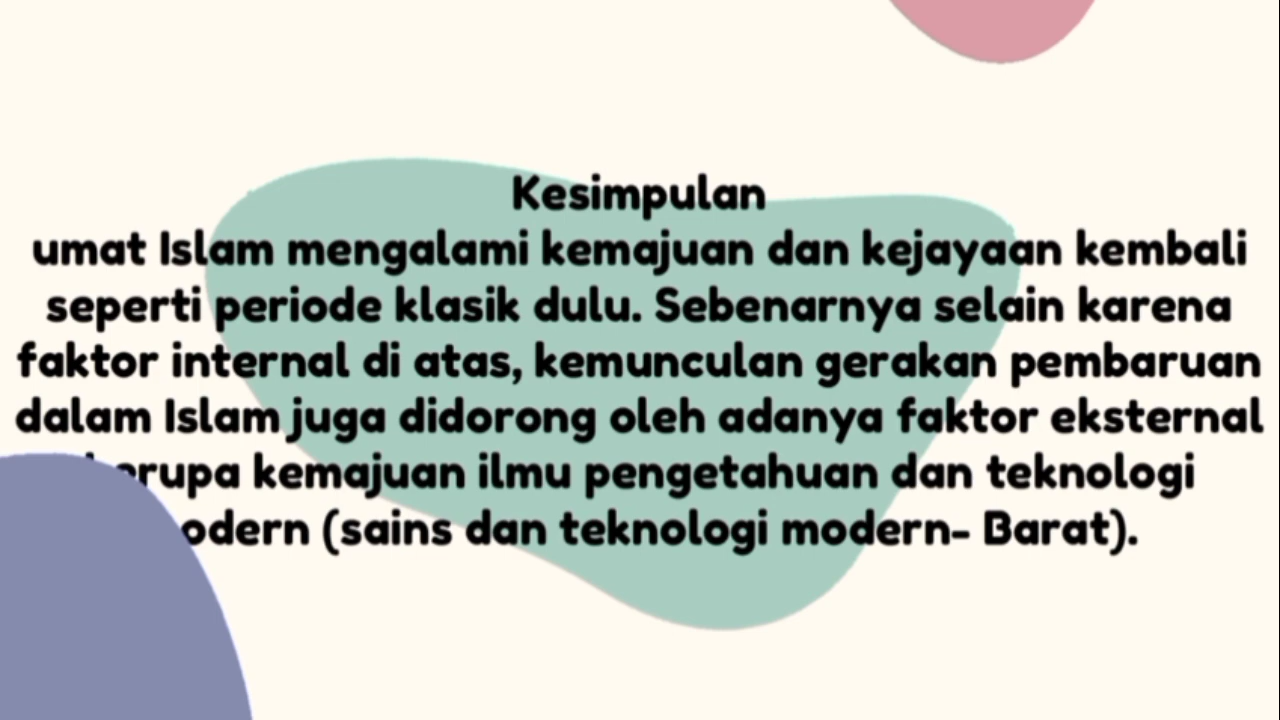 Kesimpulan
umat Islam mengalami kemajuan dan kejayaan kembali
seperti periode klasik dulu. Sebenarnya selain karena
faktor internal di atas, kemunculan gerakan pembaruan
dalam Islam juga didorong oleh adanya faktor eksternal
berupa kemajuan ilmu pengetahuan dan teknologi
modern (sains dan teknologi modern- Barat).